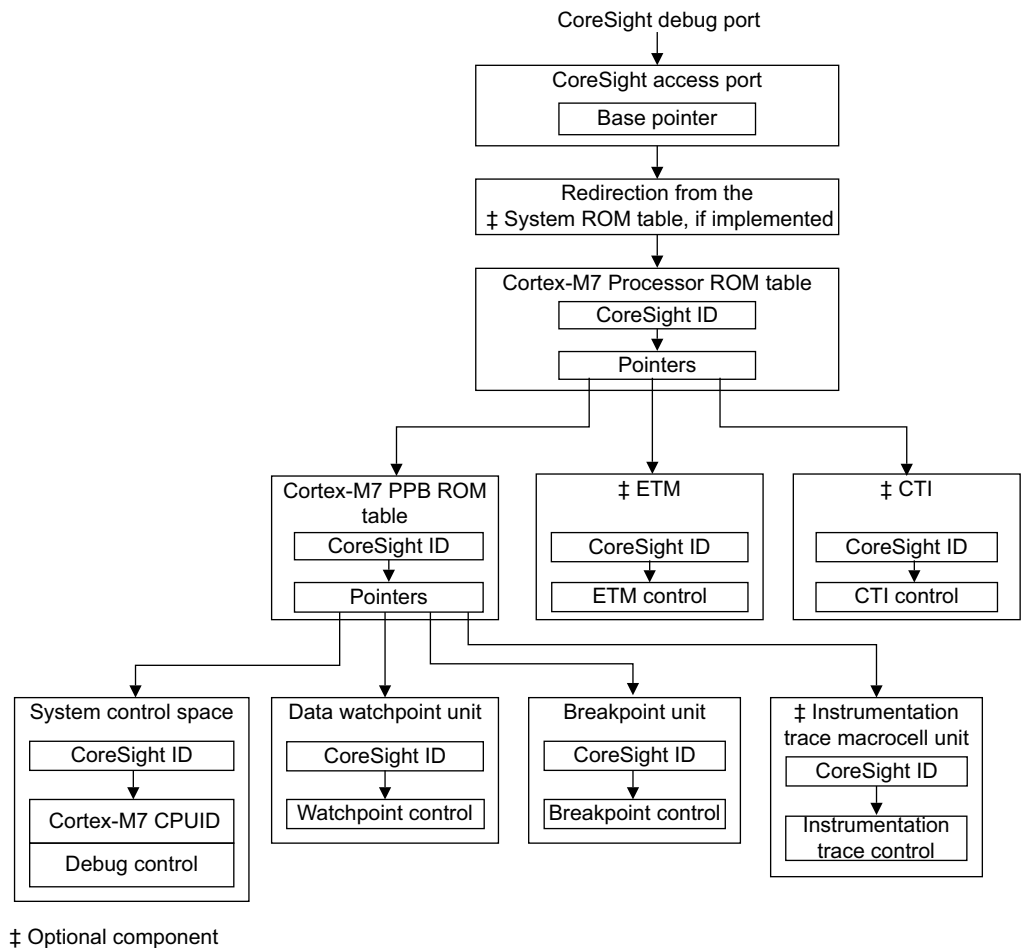 CoreSight debug port
CoreSight access port
Base pointer
Redirection from the
‡ System ROM table, if implemented
Cortex-M7 Processor ROM table
CoreSight ID
Pointers
Cortex-M7 PPB ROM
table
CoreSight ID
Pointers
‡ ETM
CoreSight ID
ETM control
‡ CTI
CoreSight ID
CTI control
System control space
CoreSight ID
Cortex-M7 CPUID
Debug control
Data watchpoint unit
CoreSight ID
Watchpoint control
Breakpoint unit
CoreSight ID
Breakpoint control
‡ Instrumentation
trace macrocell unit
CoreSight ID
Instrumentation
trace control
‡ Optional component